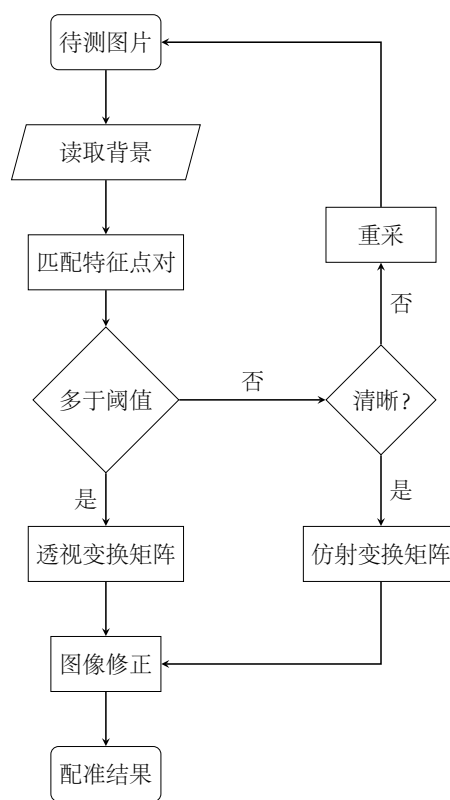 待测图片
读取背景
重采
匹配特征点对
否
否
多于阈值
清晰?
是
是
透视变换矩阵
仿射变换矩阵
图像修正
配准结果